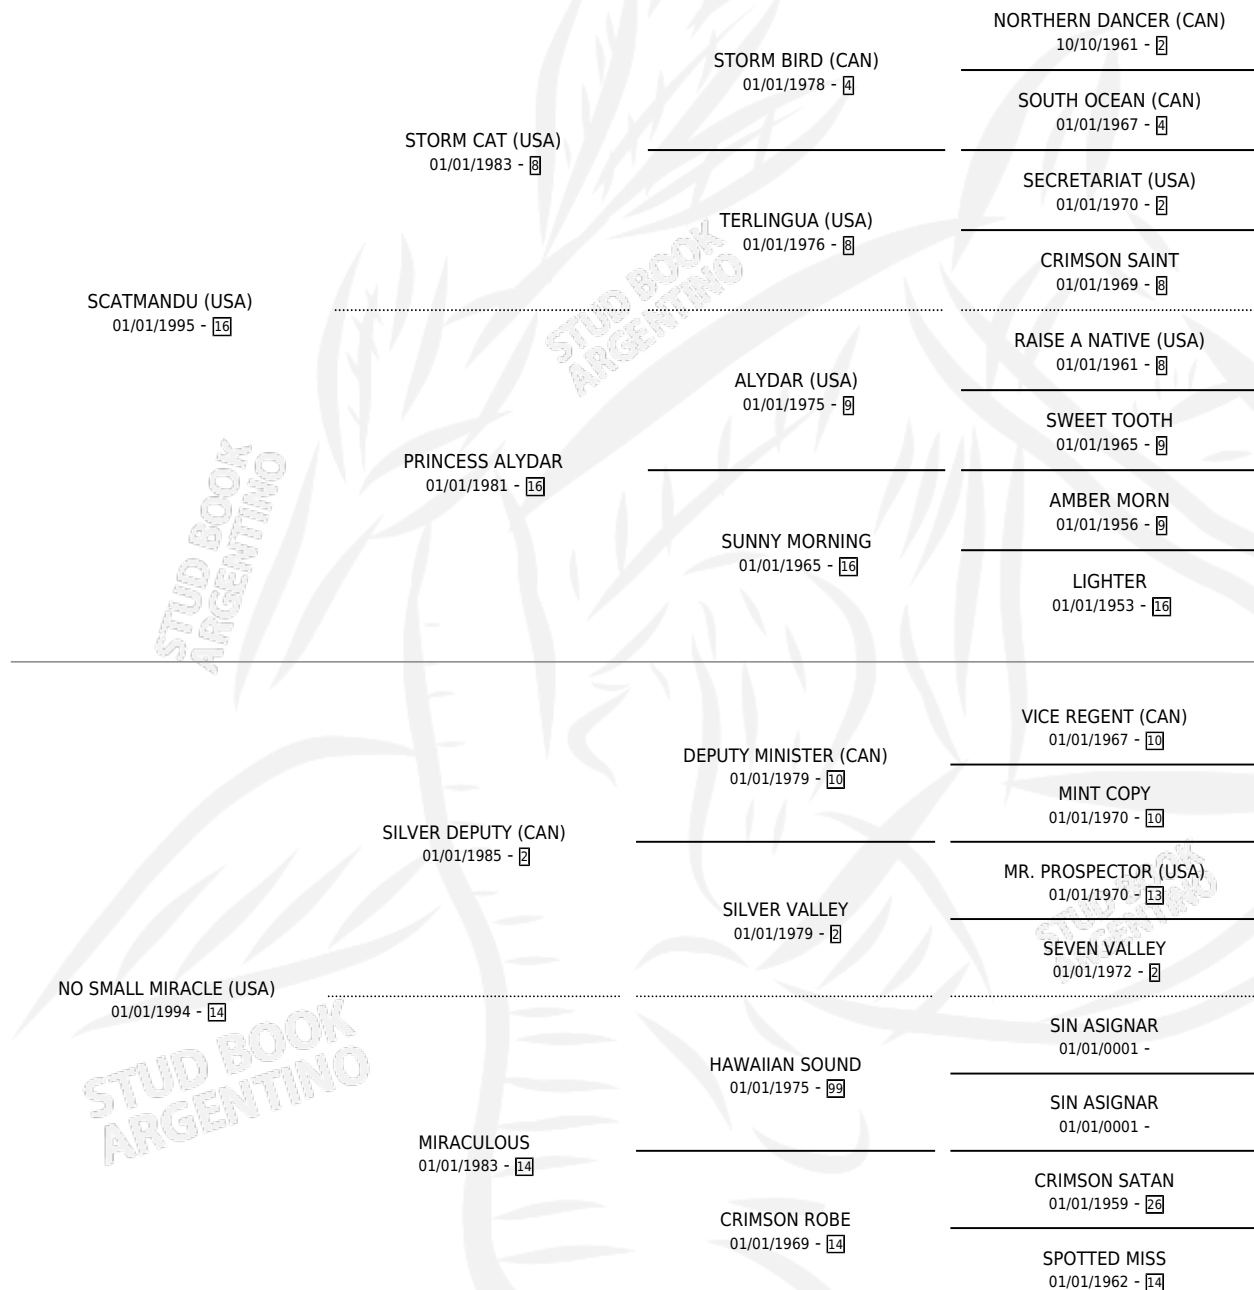 NORTHERN DANCER (CAN)
10/10/1961 - 2
STORM BIRD (CAN)
01/01/1978 - 4
SOUTH OCEAN (CAN)
01/01/1967 - 4
STORM CAT (USA)
01/01/1983 - 8
SECRETARIAT (USA)
01/01/1970 - 2
TERLINGUA (USA)
01/01/1976 - 8
CRIMSON SAINT
01/01/1969 - 8
SCATMANDU (USA)
01/01/1995 - 16
RAISE A NATIVE (USA)
01/01/1961 - 8
ALYDAR (USA)
01/01/1975 - 9
SWEET TOOTH
01/01/1965 - 9
PRINCESS ALYDAR
01/01/1981 - 16
AMBER MORN
01/01/1956 - 9
SUNNY MORNING
01/01/1965 - 16
LIGHTER
01/01/1953 - 16
VICE REGENT (CAN)
01/01/1967 - 10
DEPUTY MINISTER (CAN)
01/01/1979 - 10
MINT COPY
01/01/1970 - 10
SILVER DEPUTY (CAN)
01/01/1985 - 2
MR. PROSPECTOR (USA)
01/01/1970 - 13
SILVER VALLEY
01/01/1979 - 2
SEVEN VALLEY
01/01/1972 - 2
NO SMALL MIRACLE (USA)
01/01/1994 - 14
SIN ASIGNAR
01/01/0001 -
HAWAIIAN SOUND
01/01/1975 - 99
SIN ASIGNAR
01/01/0001 -
MIRACULOUS
01/01/1983 - 14
CRIMSON SATAN
01/01/1959 - 26
CRIMSON ROBE
01/01/1969 - 14
SPOTTED MISS
01/01/1962 - 14
STUD BOOK
ARGENTINO
STUD BOOK
ARGENTINO
STUD BOOK
ARGENTINO
STUD BOOK
ARGENTINO